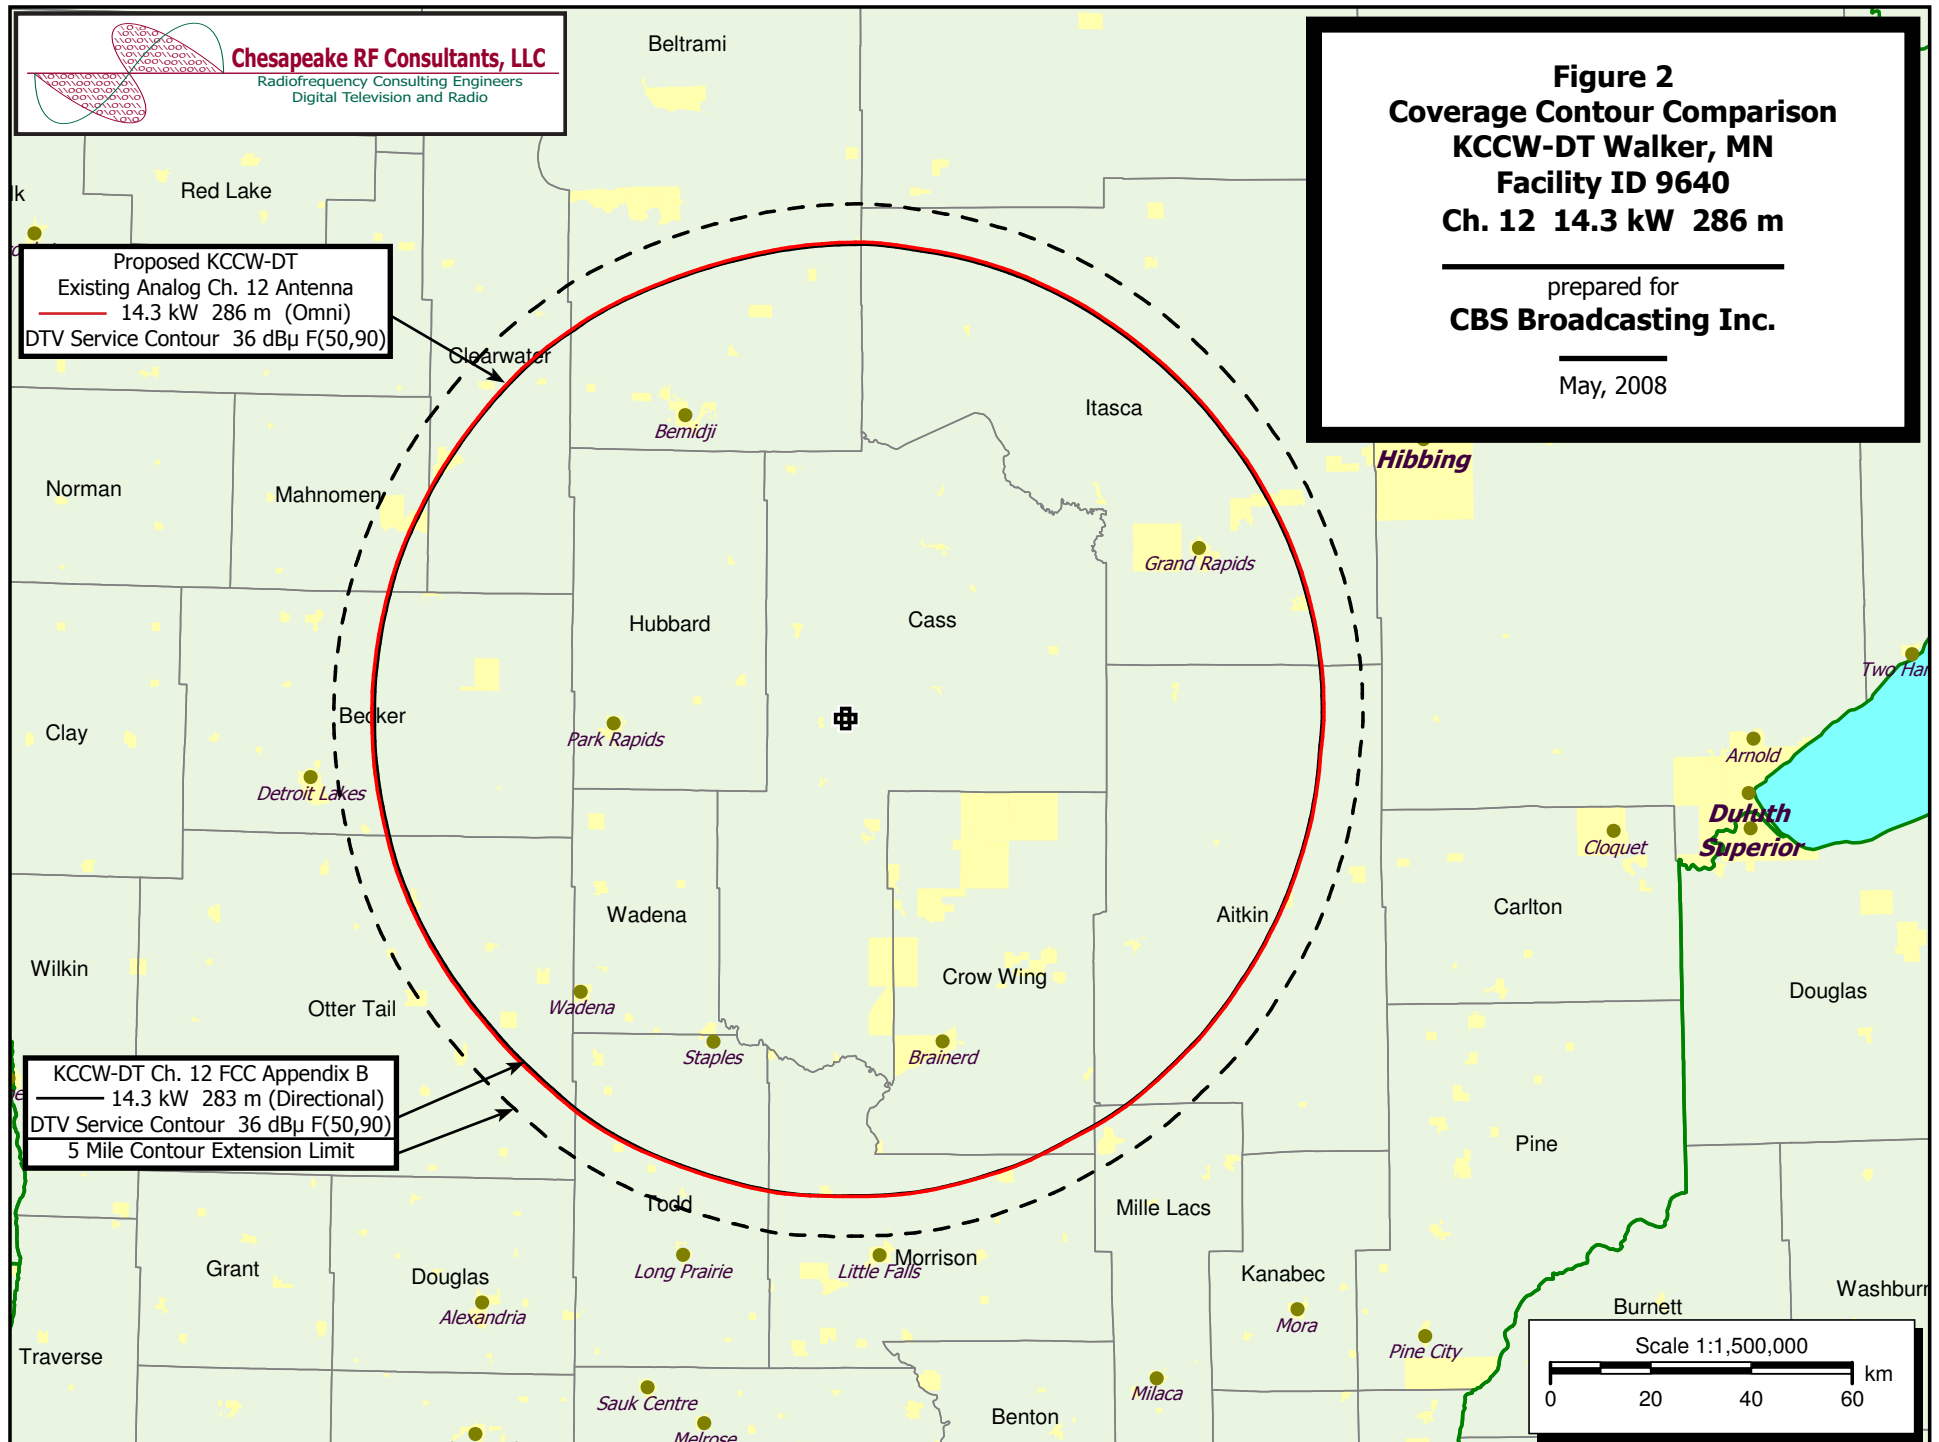 Chesapeake RF Consultants, LLC
Radiofrequency Consulting Engineers
Digital Television and Radio
Figure 2
Coverage Contour Comparison
KCCW-DT Walker, MN
Facility ID 9640
Ch. 12 14.3 kW 286 m
prepared for
CBS Broadcasting Inc.
May, 2008
Beltrami
lk
Red Lake
Proposed KCCW-DT
Existing Analog Ch. 12 Antenna
14.3 kW 286 m (Omni)
DTV Service Contour 36 dBµ F(50,90)
Clearwater
Itasca
Bemidji
Hibbing
Norman
Mahnomen
Grand Rapids
Hubbard
Cass
Two Har
Clay
Becker
Park Rapids
Arnold
Detroit Lakes
Duluth
Superior
Cloquet
Wadena
Aitkin
Carlton
Wilkin
Crow Wing
Douglas
Otter Tail
Wadena
Staples
Brainerd
KCCW-DT Ch. 12 FCC Appendix B
14.3 kW 283 m (Directional)
DTV Service Contour 36 dBµ F(50,90)
5 Mile Contour Extension Limit
Pine
Todd
Mille Lacs
Grant
Douglas
Long Prairie
Little Falls
Morrison
Kanabec
Washburn
Alexandria
Mora
Burnett
Traverse
Pine City
Sauk Centre
Milaca
Benton
Melrose
Scale 1:1,500,000
km
0 20 40 60